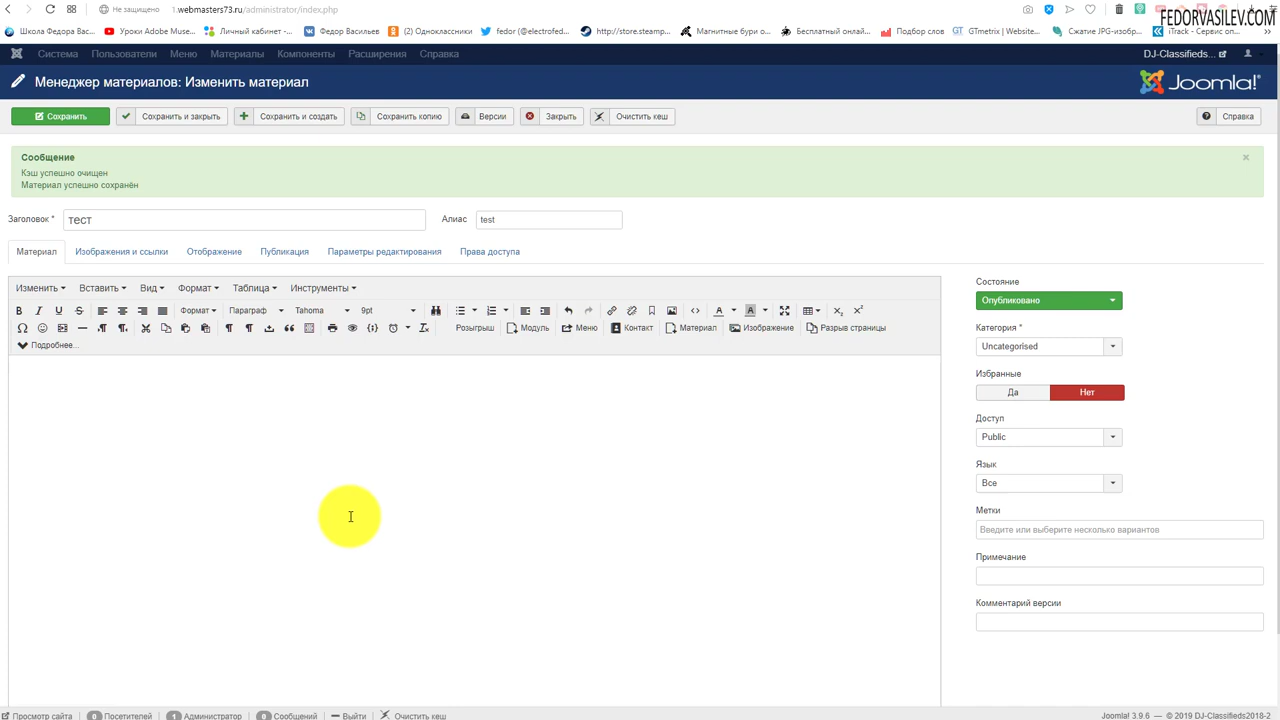 Не защищено 1.webmasters73.ru/administrator/index.php
FEDORVASILEV.COM
Школа Федора Вас... Уроки Adobe Muse... Личный кабинет -... Федор Васильев (2) Одноклассники fedor (@electrofed... http://store.steamp... Магнитные бури о... Бесплатный онлай... Подбор слов GTmetrix | Website... Сжатие JPG-изобр... iTrack - Сервис оп...
Система Пользователи Меню Материалы Компоненты Расширения Справка DJ-Classifieds...
Менеджер материалов: Изменить материал Joomla!
Сохранить Сохранить и закрыть Сохранить и создать Сохранить копию Версии Закрыть Очистить кеш Справка
Сообщение
Кэш успешно очищен
Материал успешно сохранён
Заголовок * тест Алиас test
Материал Изображения и ссылки Отображение Публикация Параметры редактирования Права доступа
Изменить Вставить Вид Формат Таблица Инструменты
Формат Параграф Tahoma 9pt
Розыгрыш Модуль Меню Контакт Материал Изображение Разрыв страницы
Подробнее...
Состояние
Опубликовано
Категория *
Uncategorised
Избранные
Да Нет
Доступ
Public
Язык
Все
Метки
Введите или выберите несколько вариантов
Примечание
Комментарий версии
Просмотр сайта 0 Посетителей 1 Администратор 0 Сообщений Выйти Очистить кеш Joomla! 3.9.6 — © 2019 DJ-Classifieds2018-2